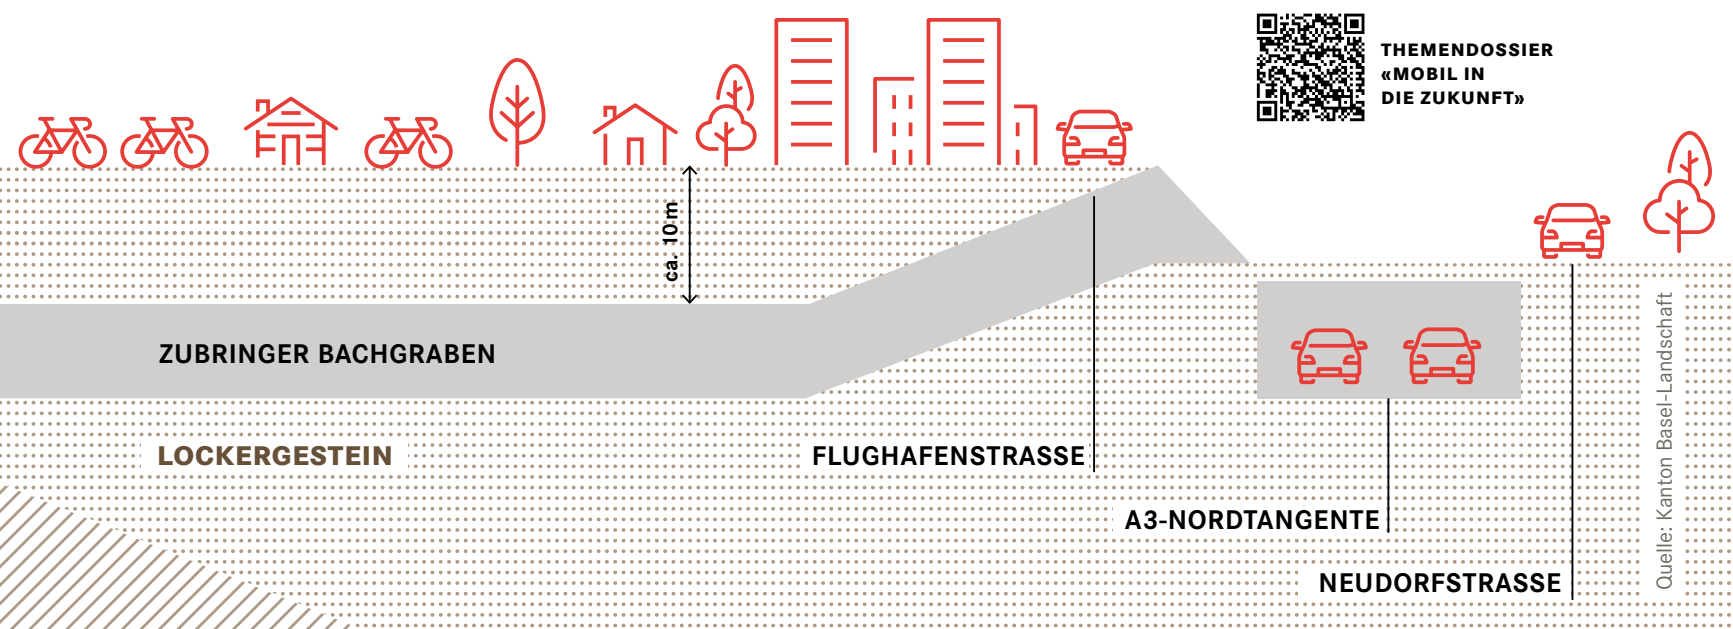 THEMENDOSSIER
«MOBIL IN
DIE ZUKUNFT»
ca. 10 m
ZUBRINGER BACHGRABEN
LOCKERGESTEIN
FLUGHAFENSTRASSE
A3-NORDTANGENTE
NEUDORFSTRASSE
Quelle: Kanton Basel-Landschaft